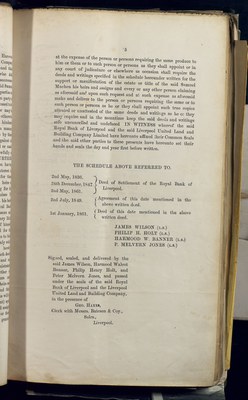 3
at the expense of the person or persons requiring the same produce to
him or them or to such person or persons as they shall appoint or in
any court of judicature or elsewhere as occasion shall require the
deeds and writings specified in the schedule hereunder written for the
support or manifestation of the estate or title of the said Samuel
Mackie his heirs and assigns and every or any other person claiming
as aforesaid and upon such request and at such expense as aforesaid
make and deliver to the person or persons requiring the same or to
such person or persons as he or they shall appoint such true copies
attested or unattested of the same deeds and writings as he or they
may require and in the meantime keep the said deeds and writings
safe uncancelled and undefaced IN WITNESS whereof the said
Royal Bank of Liverpool and the said Liverpool United Land and
Building Company Limited have hereunto affixed their Common Seals
and the said other parties to these presents have hereunto set their
hands and seals the day and year first before written.
THE SCHEDULE ABOVE REFERRED TO.
2nd May, 1836.
24th December, 1847.
3rd May, 1861.
Deed of Settlement of the Royal Bank of
Liverpool.
2nd July, 1849.
Agreement of this date mentioned in the
above written deed.
1st January, 1861.
Deed of this date mentioned in the above
written deed.
JAMES WILSON (L.S.)
PHILIP H. HOLT (L.S.)
HARMOOD W. BANNER (L.S.)
P. MELVERN JONES (L.S.)
Signed, sealed, and delivered by the
said James Wilson, Harmood Walcot
Banner, Philip Henry Holt, and
Peter Melvern Jones, and passed
under the seals of the said Royal
Bank of Liverpool and the Liverpool
United Land and Building Company,
in the presence of
GEO.
Clerk with Messrs. Bateson & Coy.,
Solrs.,
Liverpool.